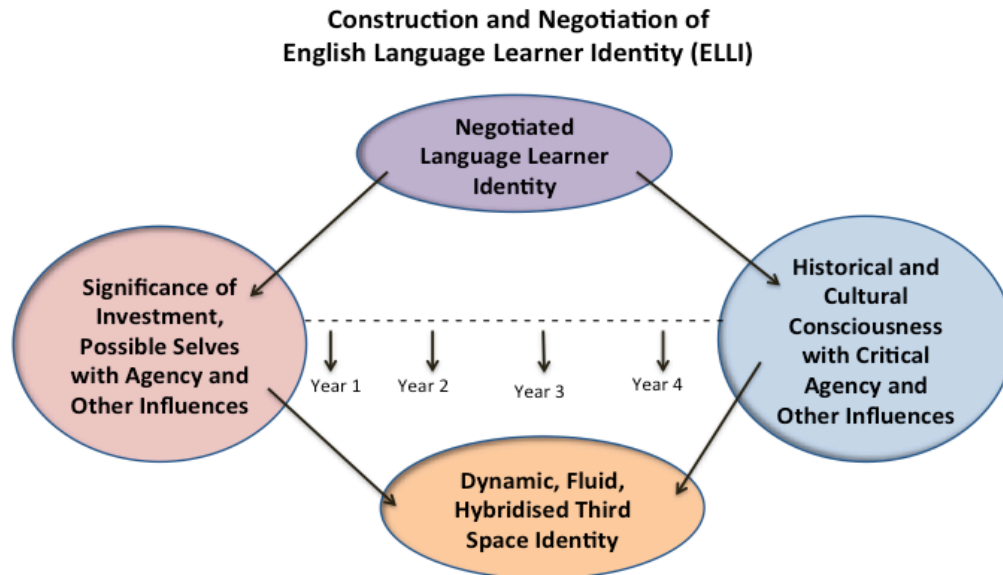 Construction and Negotiation of
English Language Learner Identity (ELLI)
Negotiated
Language Learner
Identity
Significance of
Investment,
Possible Selves
with Agency and
Other Influences
Historical and
Cultural
Consciousness
with Critical
Agency and
Other Influences
Year 1
Year 2
Year 3
Year 4
Dynamic, Fluid,
Hybridised Third
Space Identity